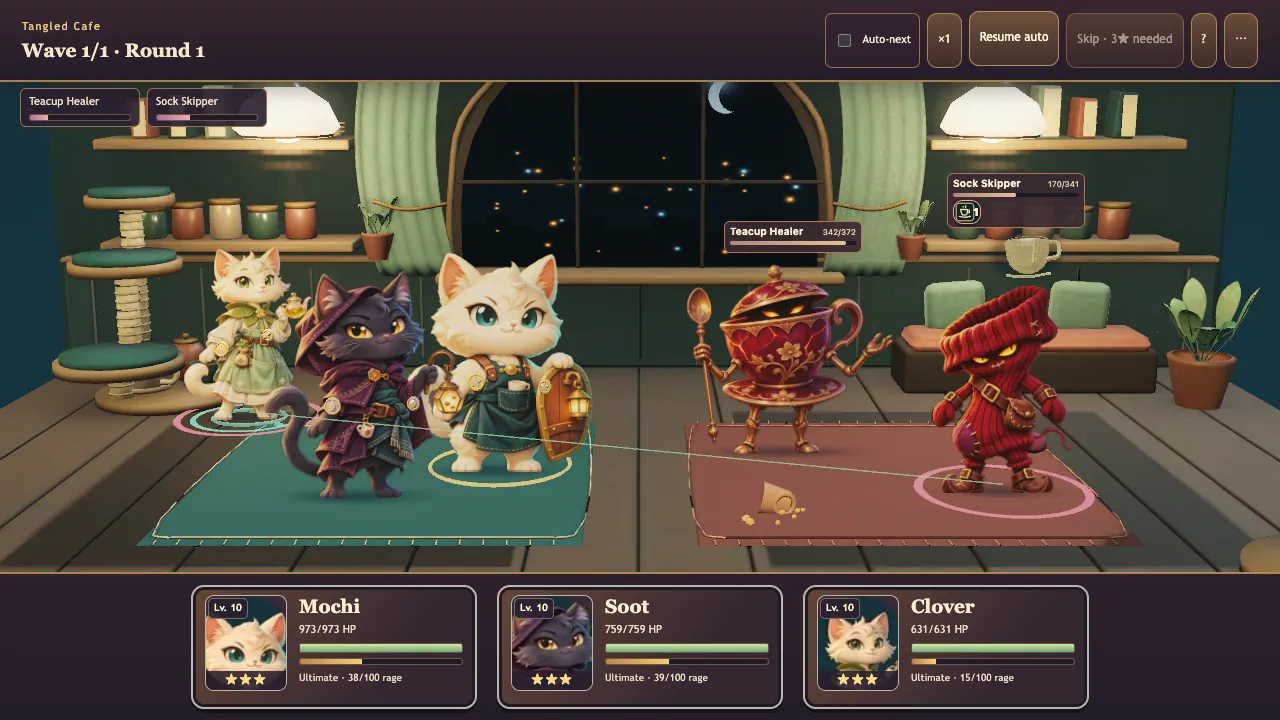 Tangled Cafe
Wave 1/1 · Round 1
Auto-next
×1
Resume auto
Skip · 3★ needed
?
...
Teacup Healer
Sock Skipper
Sock Skipper 170/341
1
Teacup Healer 342/372
Lv. 10
Mochi
973/973 HP
Ultimate · 38/100 rage
★★★
Lv. 10
Soot
759/759 HP
Ultimate · 39/100 rage
★★★
Lv. 10
Clover
631/631 HP
Ultimate · 15/100 rage
★★★